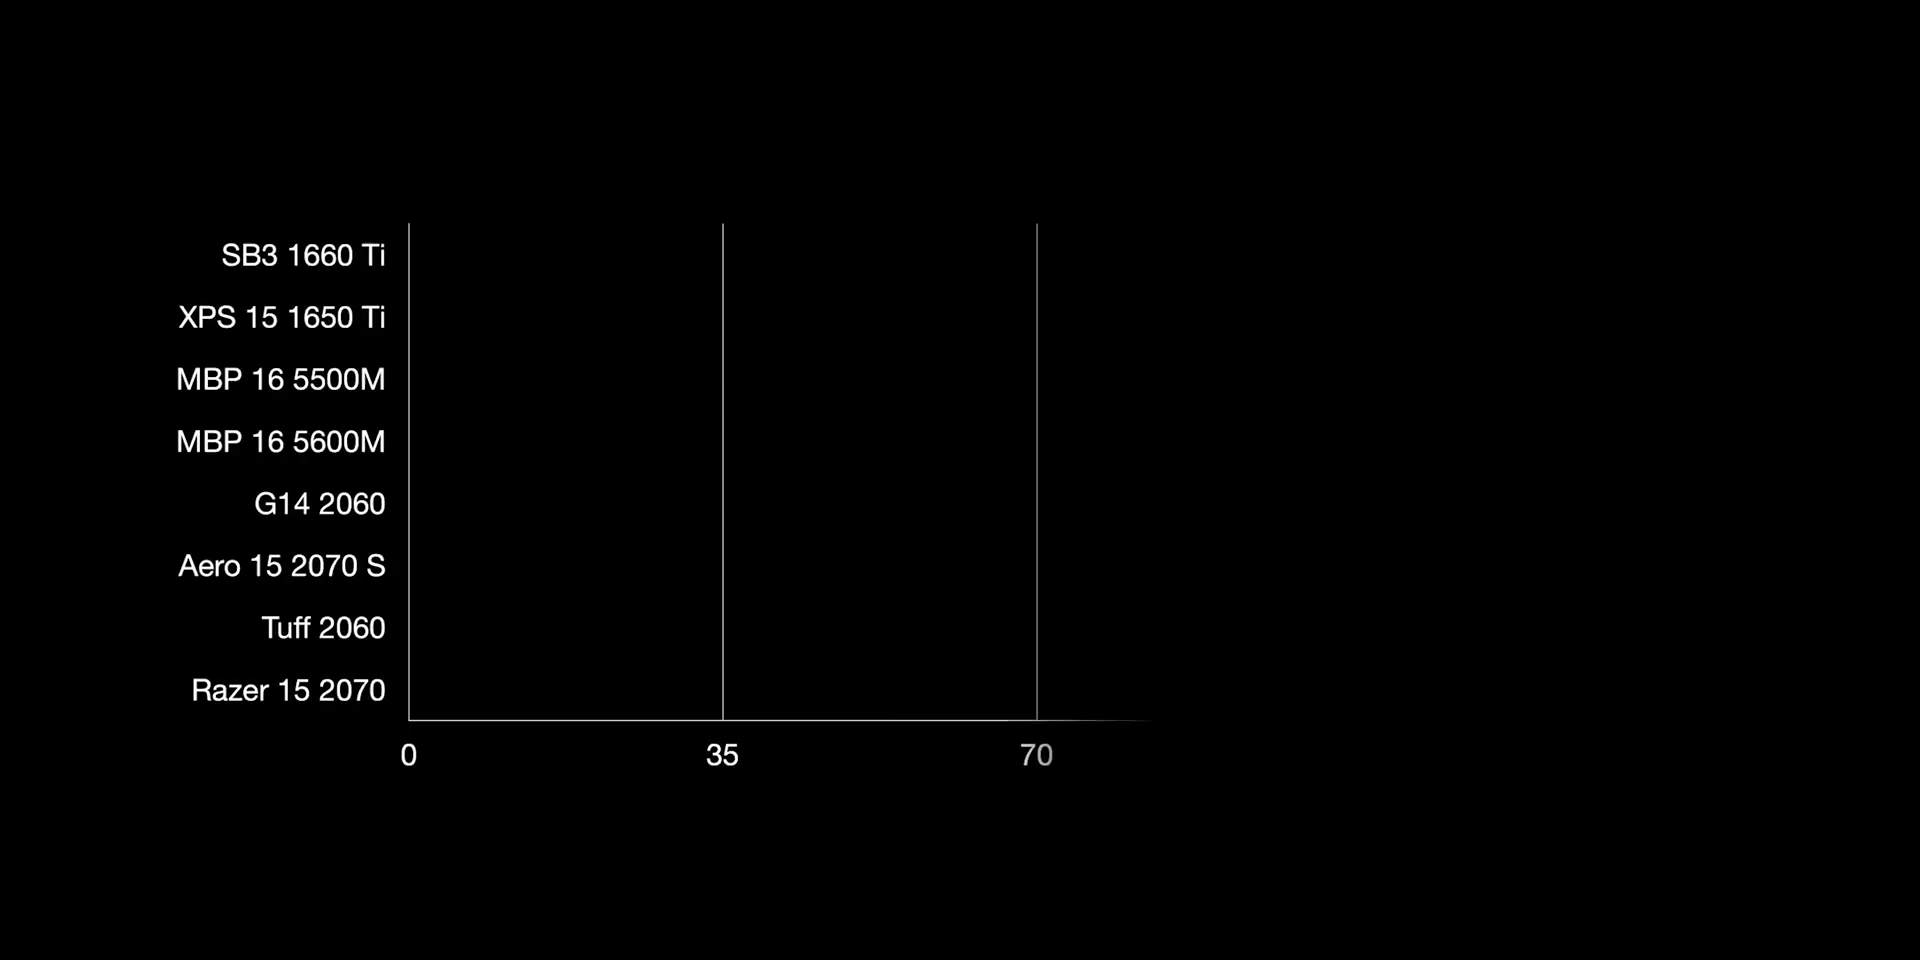 SB3 1660 Ti
XPS 15 1650 Ti
MBP 16 5500M
MBP 16 5600M
G14 2060
Aero 15 2070 S
Tuff 2060
Razer 15 2070
0 35 70